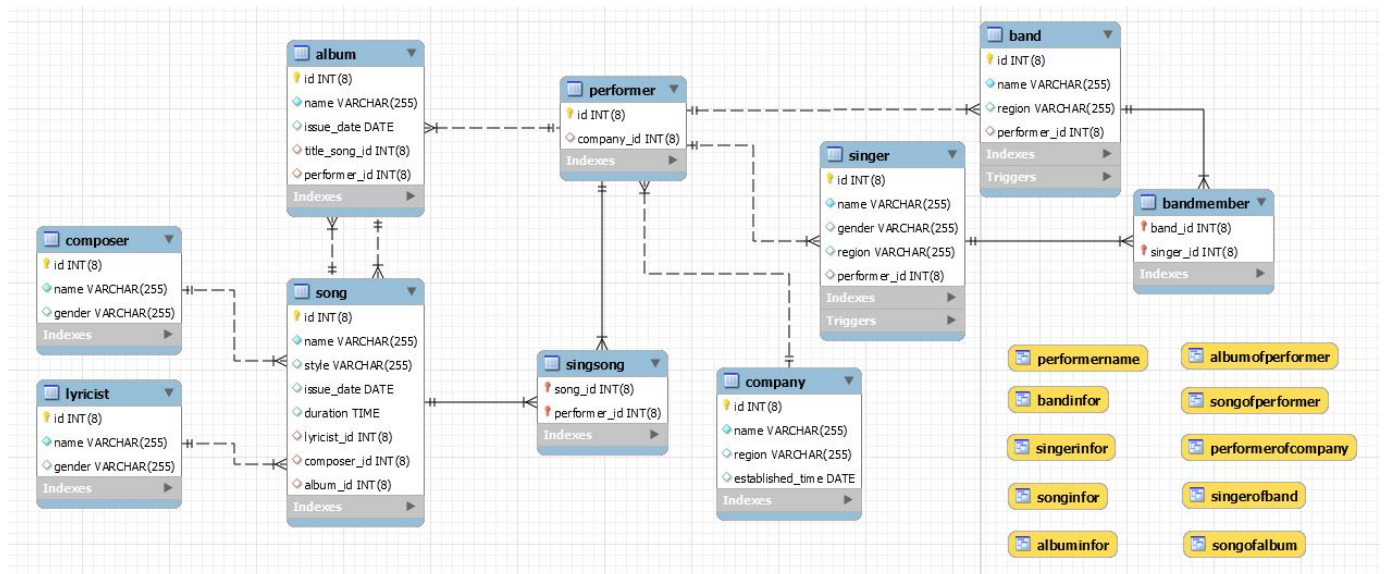 album
id INT(8)
name VARCHAR(255)
issue_date DATE
title_song_id INT(8)
performer_id INT(8)
Indexes
performer
id INT(8)
company_id INT(8)
Indexes
band
id INT(8)
name VARCHAR(255)
region VARCHAR(255)
performer_id INT(8)
Indexes
Triggers
singer
id INT(8)
name VARCHAR(255)
gender VARCHAR(255)
region VARCHAR(255)
performer_id INT(8)
Indexes
Triggers
bandmember
band_id INT(8)
singer_id INT(8)
Indexes
composer
id INT(8)
name VARCHAR(255)
gender VARCHAR(255)
Indexes
song
id INT(8)
name VARCHAR(255)
style VARCHAR(255)
issue_date DATE
duration TIME
lyricist_id INT(8)
composer_id INT(8)
album_id INT(8)
Indexes
lyricist
id INT(8)
name VARCHAR(255)
gender VARCHAR(255)
Indexes
singsong
song_id INT(8)
performer_id INT(8)
Indexes
company
id INT(8)
name VARCHAR(255)
region VARCHAR(255)
established_time DATE
Indexes
performername
albumofperformer
bandinfor
songofperformer
singerinfor
performerofcompany
songinfor
singerofband
albuminfor
songofalbum